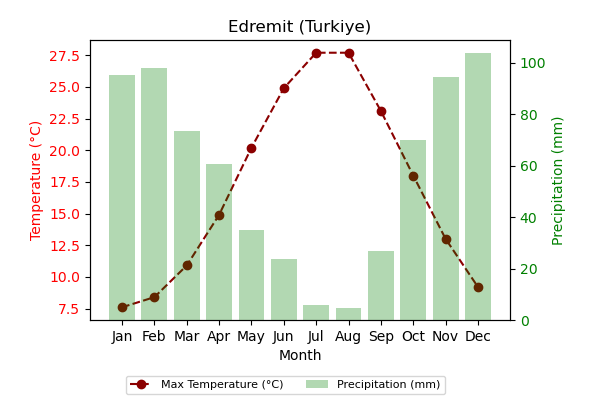 Edremit (Turkiye)
27.5
25.0
22.5
20.0
17.5
15.0
12.5
10.0
7.5
Temperature (°C)
100
80
60
40
20
0
Precipitation (mm)
Jan Feb Mar Apr May Jun Jul Aug Sep Oct Nov Dec
Month
Max Temperature (°C) Precipitation (mm)